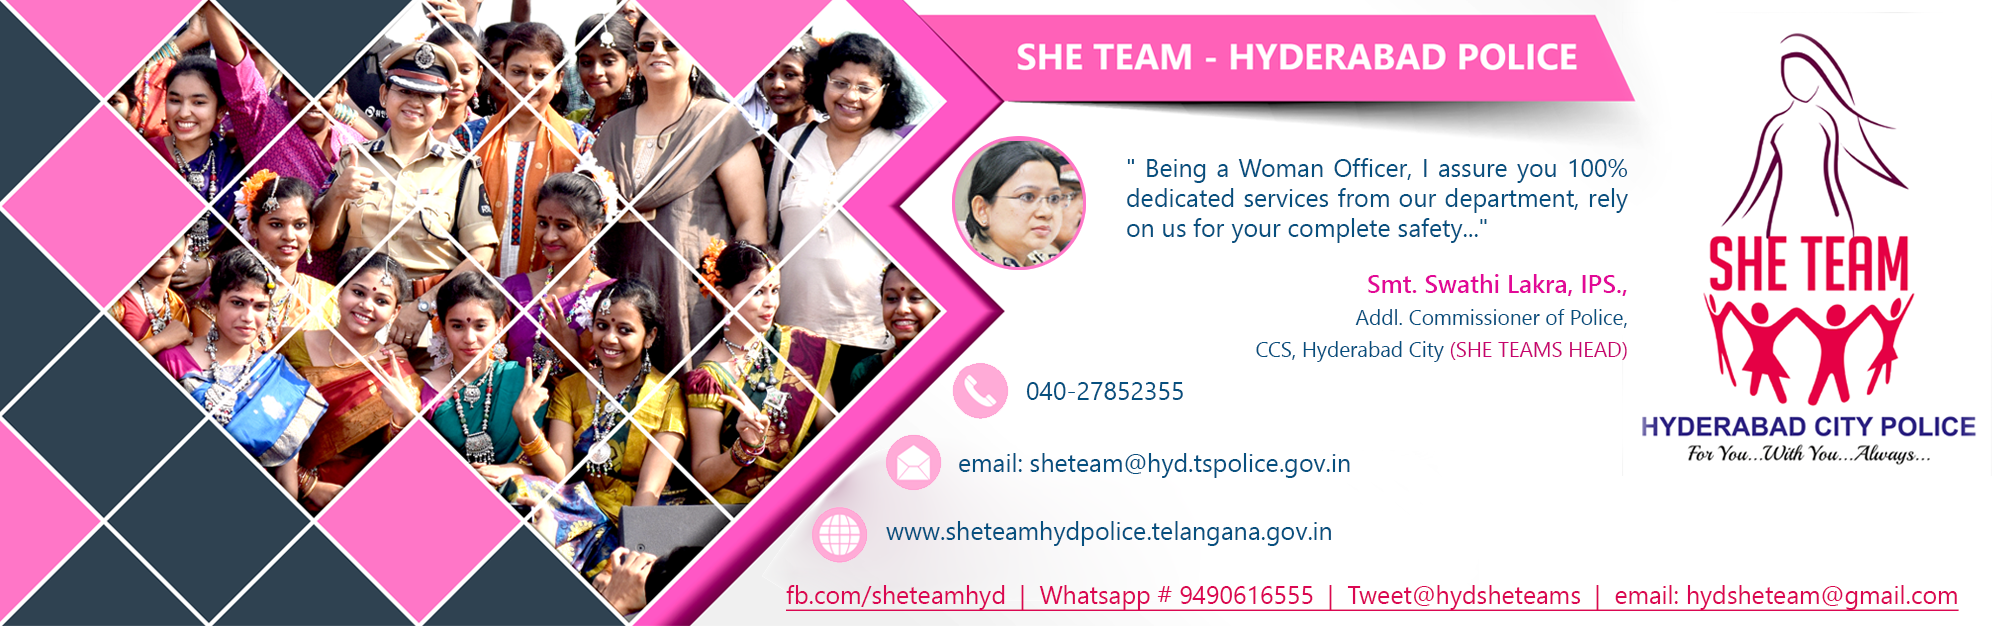 SHE TEAM - HYDERABAD POLICE
" Being a Woman Officer, I assure you 100%
dedicated services from our department, rely
on us for your complete safety..."
Smt. Swathi Lakra, IPS.,
Addl. Commissioner of Police,
CCS, Hyderabad City (SHE TEAMS HEAD)
040-27852355
email: sheteam@hyd.tspolice.gov.in
www.sheteamhydpolice.telangana.gov.in
fb.com/sheteamhyd | Whatsapp # 9490616555 | Tweet@hydsheteams | email: hydsheteam@gmail.com
SHE TEAM
HYDERABAD CITY POLICE
For You...With You...Always...